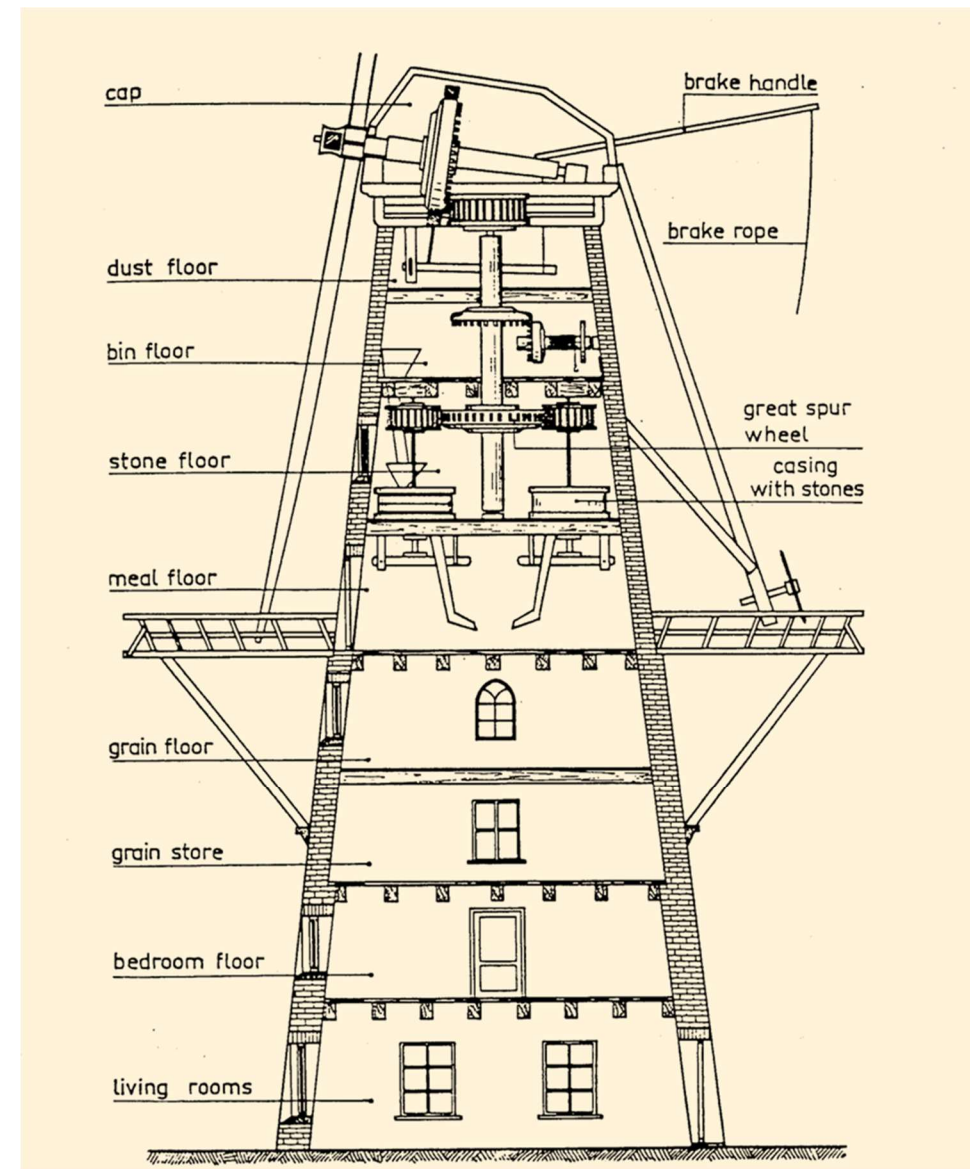 cap
brake handle
brake rope
dust floor
bin floor
great spur
wheel
stone floor
casing
with stones
meal floor
grain floor
grain store
bedroom floor
living rooms